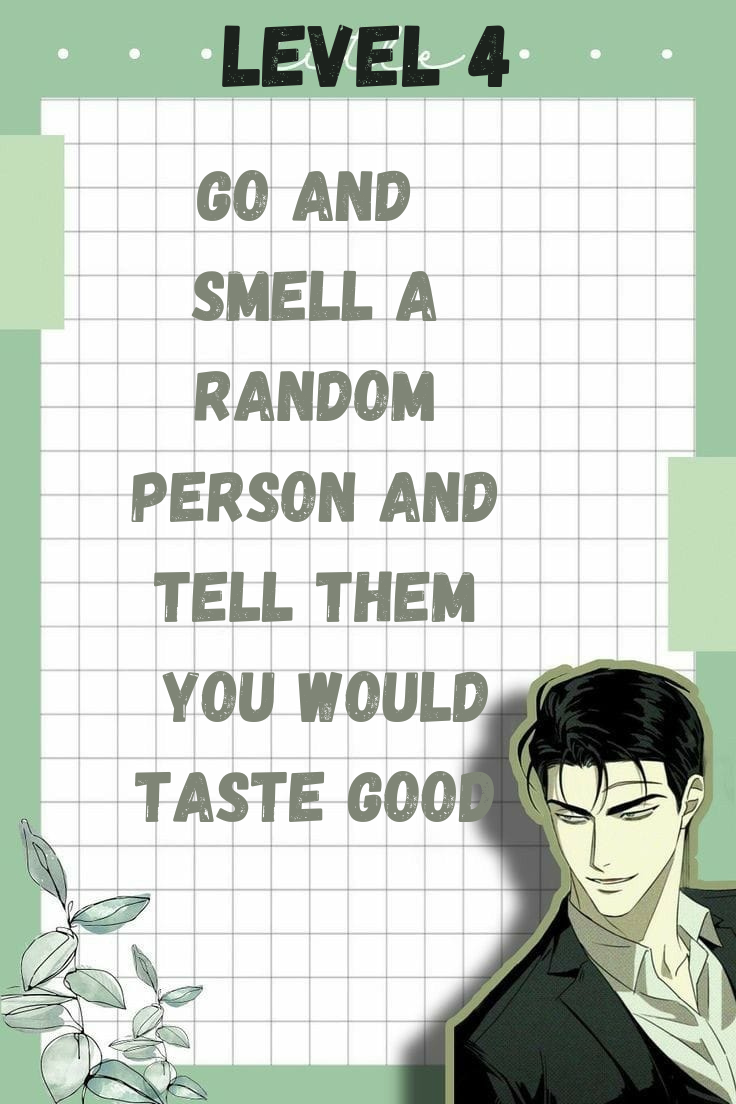 LEVEL 4
GO AND
SMELL A
RANDOM
PERSON AND
TELL THEM
YOU WOULD
TASTE GOOD